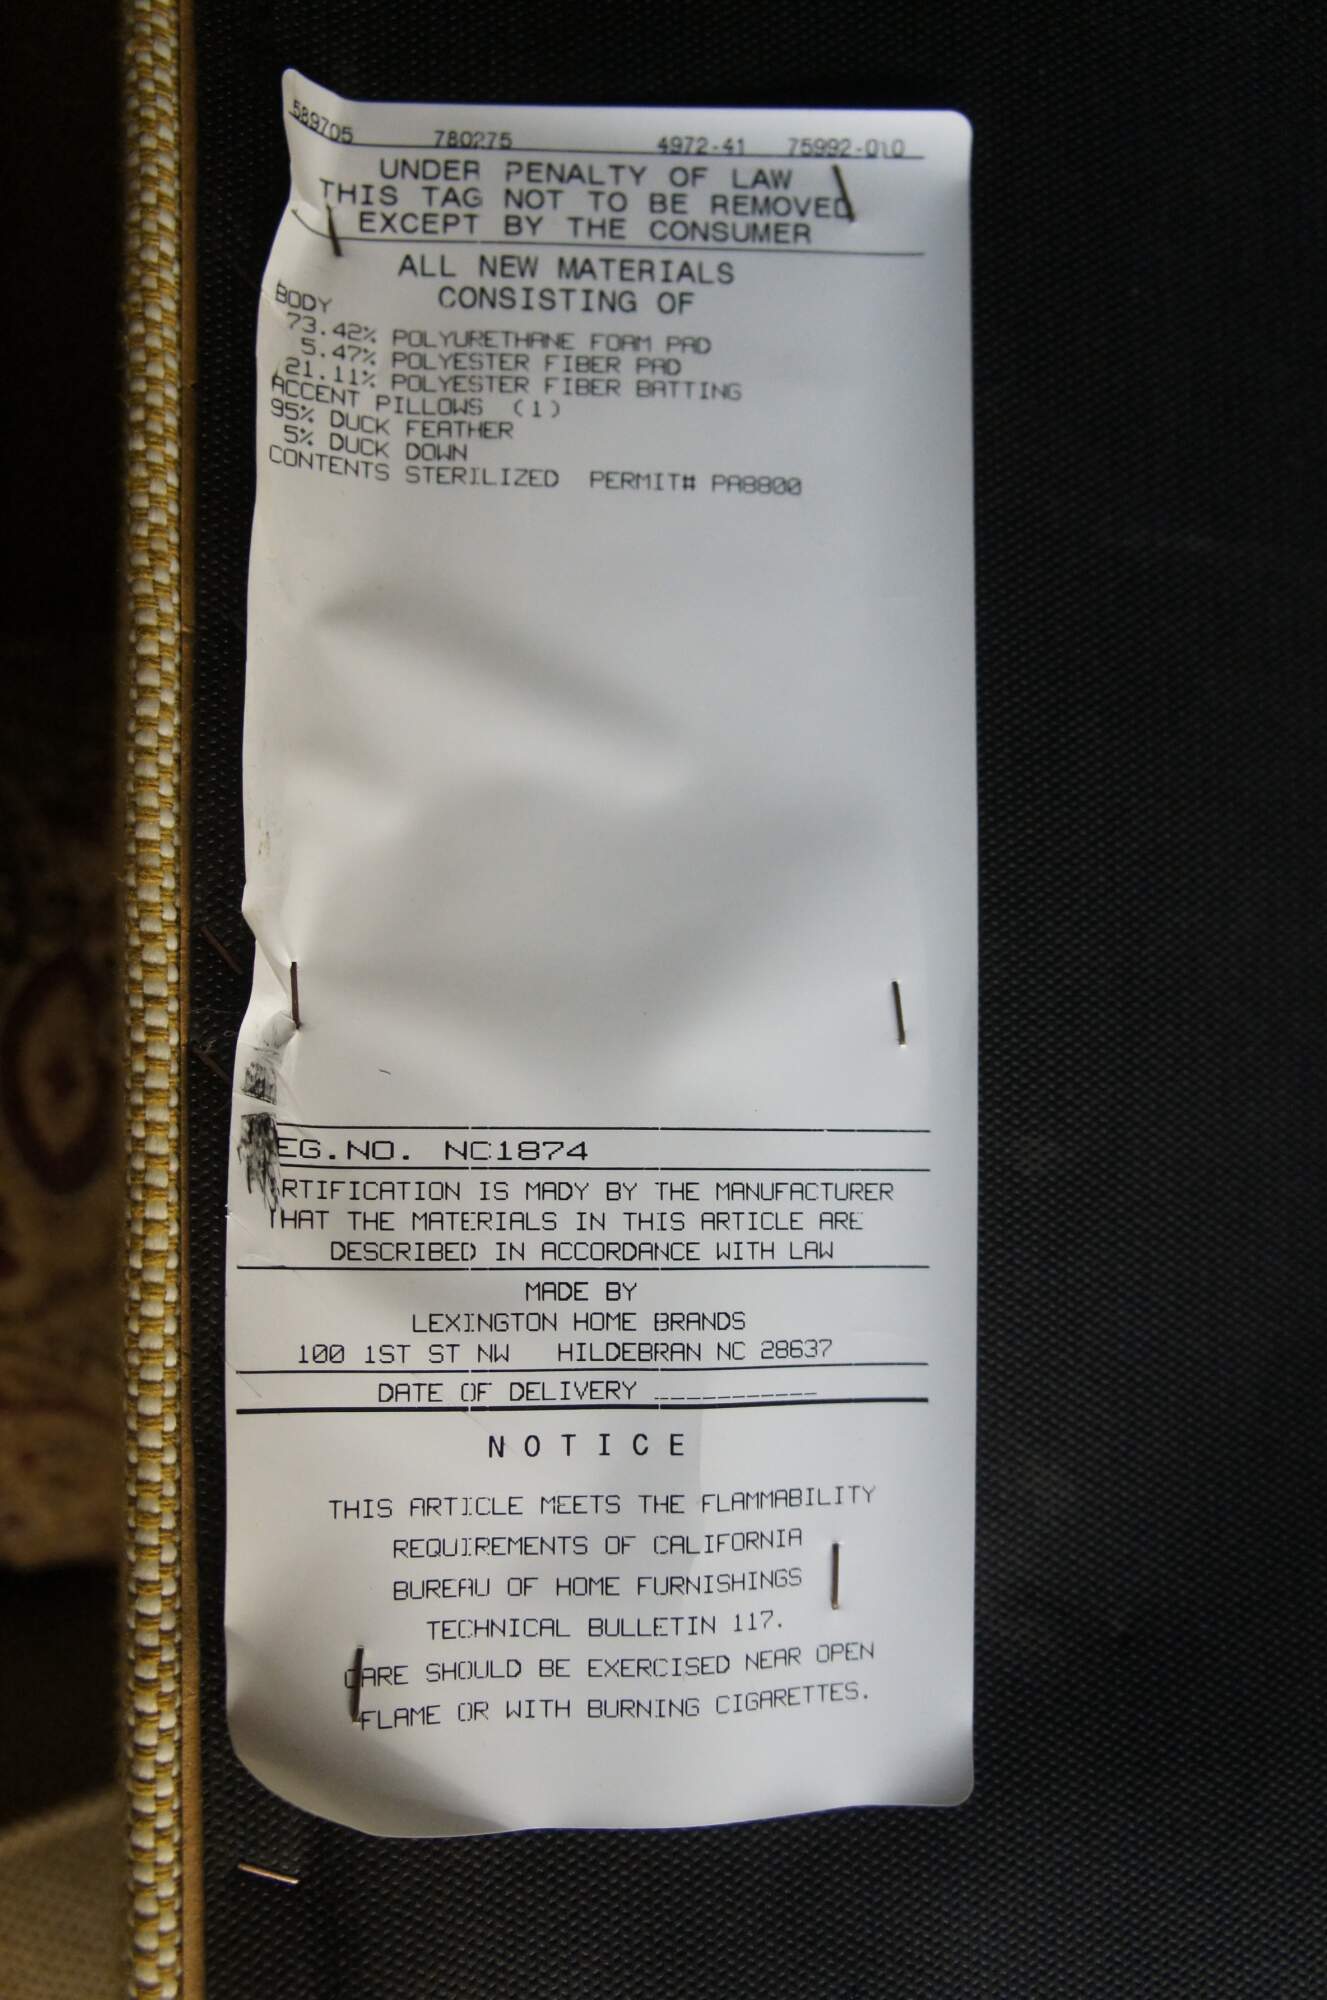 589705 780275 4972-41 75992-010
UNDER PENALTY OF LAW
THIS TAG NOT TO BE REMOVED
EXCEPT BY THE CONSUMER
ALL NEW MATERIALS
CONSISTING OF
BODY
73.42% POLYURETHANE FOAM PAD
5.47% POLYESTER FIBER PAD
21.11% POLYESTER FIBER BATTING
ACCENT PILLOWS (1)
95% DUCK FEATHER
5% DUCK DOWN
CONTENTS STERILIZED PERMIT# PA8800
EG.NO. NC1874
RTIFICATION IS MADY BY THE MANUFACTURER
THAT THE MATERIALS IN THIS ARTICLE ARE
DESCRIBED IN ACCORDANCE WITH LAW
MADE BY
LEXINGTON HOME BRANDS
100 1ST ST NW HILDEBRAN NC 28637
DATE OF DELIVERY ____________
NOTICE
THIS ARTICLE MEETS THE FLAMMABILITY
REQUIREMENTS OF CALIFORNIA
BUREAU OF HOME FURNISHINGS
TECHNICAL BULLETIN 117.
CARE SHOULD BE EXERCISED NEAR OPEN
FLAME OR WITH BURNING CIGARETTES.